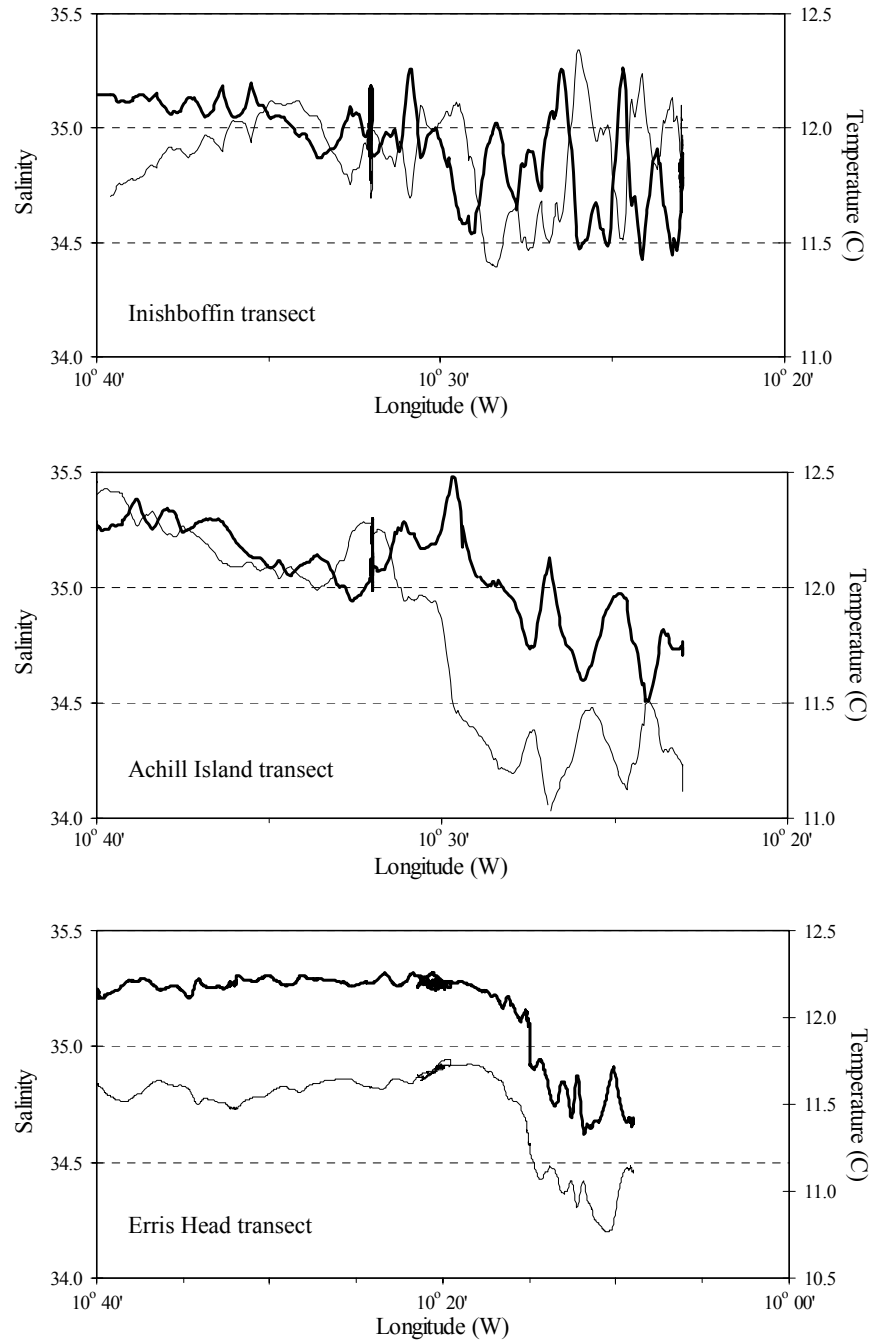 35.5
12.5
35.0
12.0
Salinity
Temperature (C)
34.5
11.5
Inishboffin transect
34.0
11.0
10° 40'
10° 30'
10° 20'
Longitude (W)
35.5
12.5
35.0
12.0
Salinity
Temperature (C)
34.5
11.5
Achill Island transect
34.0
11.0
10° 40'
10° 30'
10° 20'
Longitude (W)
35.5
12.5
12.0
35.0
Salinity
Temperature (C)
11.5
34.5
11.0
Erris Head transect
34.0
10.5
10° 40'
10° 20'
10° 00'
Longitude (W)